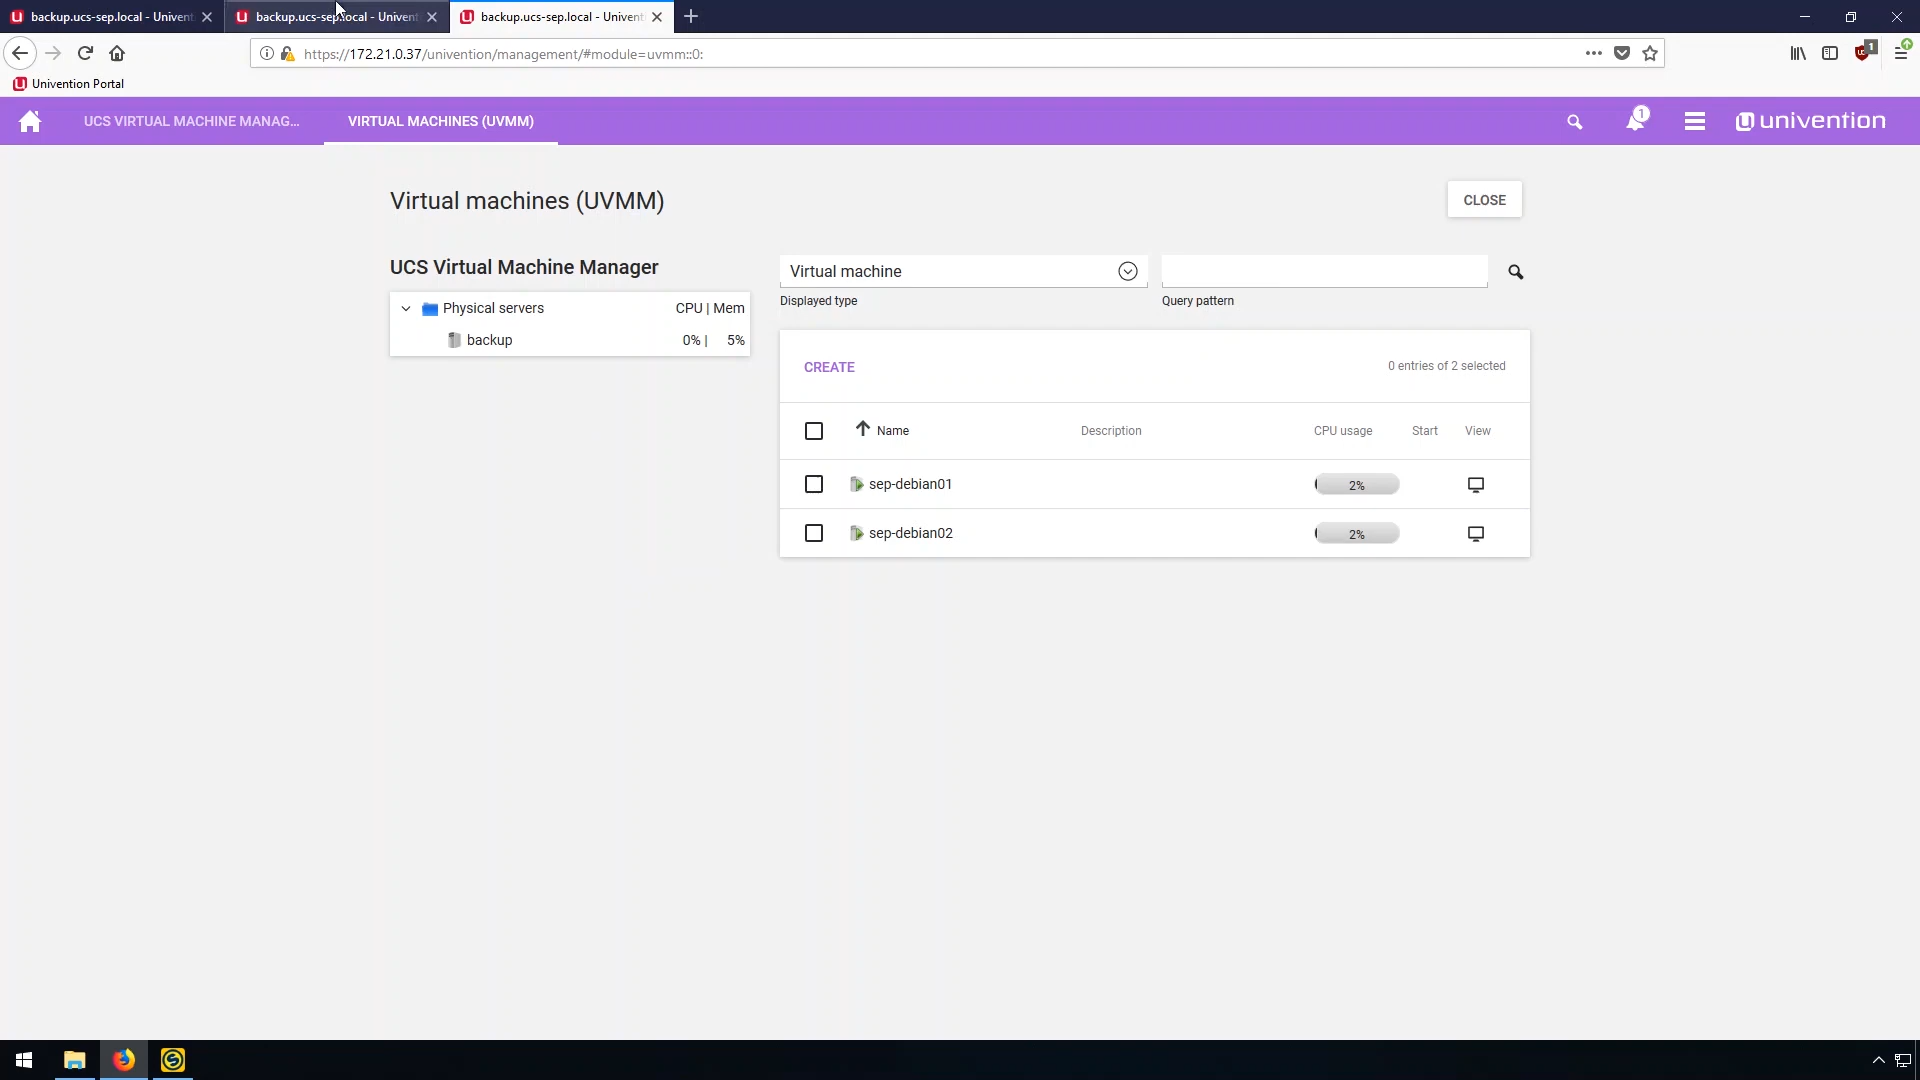 backup.ucs-sep.local - Univent
backup.ucs-sep.local - Univent
backup.ucs-sep.local - Univent
https://172.21.0.37/univention/management/#module=uvmm::0:
1
Univention Portal
UCS VIRTUAL MACHINE MANAG...
VIRTUAL MACHINES (UVMM)
1
univention
Virtual machines (UVMM)
CLOSE
UCS Virtual Machine Manager
Physical servers CPU | Mem
backup 0% | 5%
Virtual machine
Displayed type
Query pattern
CREATE
0 entries of 2 selected
Name Description CPU usage Start View
sep-debian01 2%
sep-debian02 2%